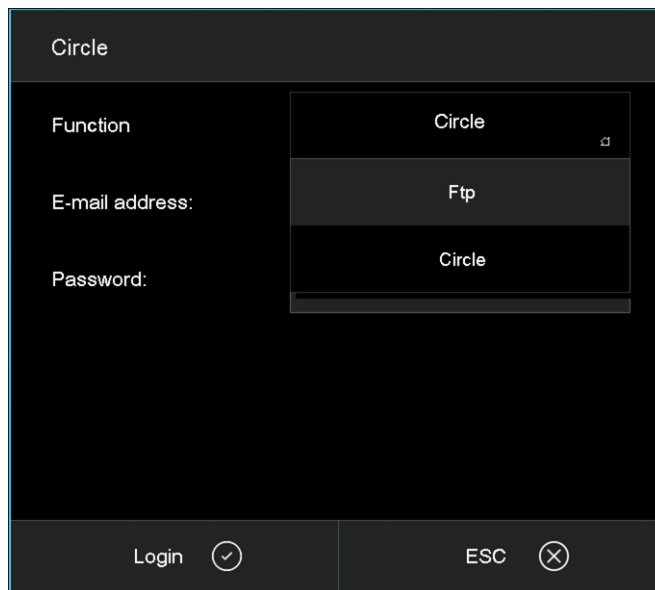 Circle
Function
Circle
Ftp
E-mail address:
Circle
Password:
Login
ESC